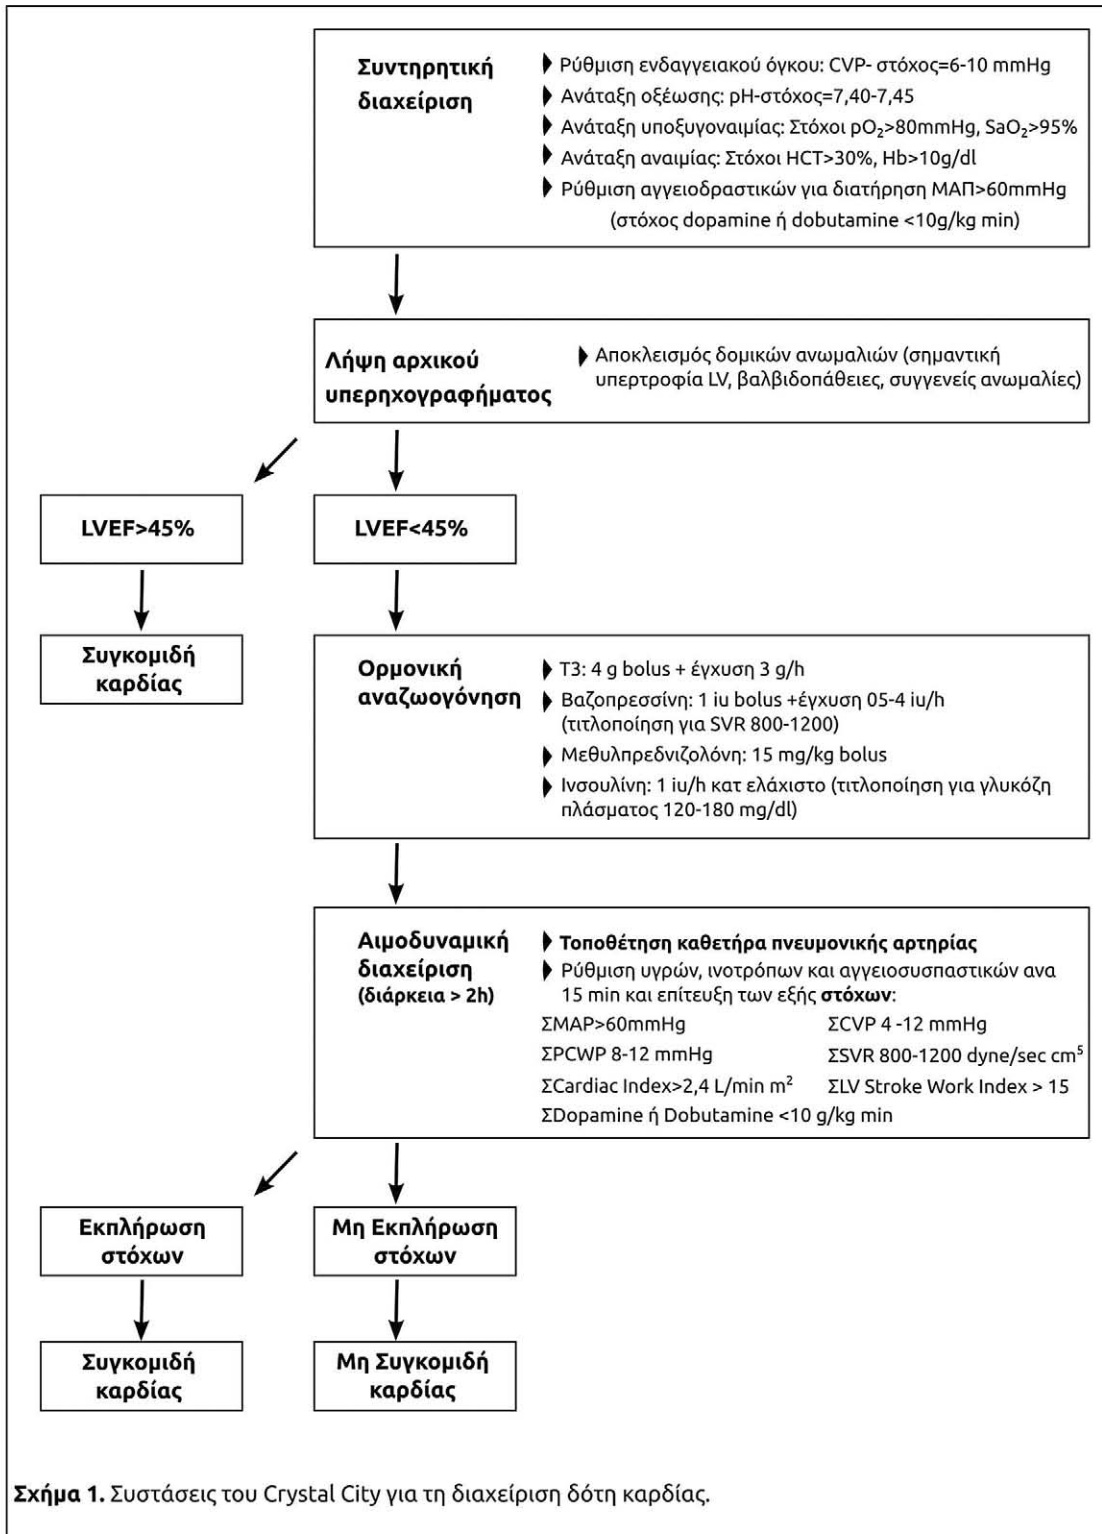 Συντηρητική
διαχείριση
Ρύθμιση ενδαγγειακού όγκου: CVP- στόχος=6-10 mmHg
Ανάταξη οξέωσης: pH-στόχος=7,40-7,45
Ανάταξη υποξυγοναιμίας: Στόχοι pO₂>80mmHg, SaO₂>95%
Ανάταξη αναιμίας: Στόχοι HCT>30%, Hb>10g/dl
Ρύθμιση αγγειοδραστικών για διατήρηση ΜΑΠ>60mmHg
(στόχος dopamine ή dobutamine <10g/kg min)
Λήψη αρχικού
υπερηχογραφήματος
Αποκλεισμός δομικών ανωμαλιών (σημαντική
υπερτροφία LV, βαλβιδοπάθειες, συγγενείς ανωμαλίες)
LVEF>45%
LVEF<45%
Συγκομιδή
καρδίας
Ορμονική
αναζωογόνηση
T3: 4 g bolus + έγχυση 3 g/h
Βαζοπρεσσίνη: 1 iu bolus +έγχυση 05-4 iu/h
(τιτλοποίηση για SVR 800-1200)
Μεθυλπρεδνιζολόνη: 15 mg/kg bolus
Ινσουλίνη: 1 iu/h κατ ελάχιστο (τιτλοποίηση για γλυκόζη
πλάσματος 120-180 mg/dl)
Αιμοδυναμική
διαχείριση
(διάρκεια > 2h)
Τοποθέτηση καθετήρα πνευμονικής αρτηρίας
Ρύθμιση υγρών, ινοτρόπων και αγγειοσυσπαστικών ανα
15 min και επίτευξη των εξής στόχων:
ΣMAP>60mmHg ΣCVP 4 -12 mmHg
ΣPCWP 8-12 mmHg ΣSVR 800-1200 dyne/sec cm⁵
ΣCardiac Index>2,4 L/min m² ΣLV Stroke Work Index > 15
ΣDopamine ή Dobutamine <10 g/kg min
Εκπλήρωση
στόχων
Μη Εκπλήρωση
στόχων
Συγκομιδή
καρδίας
Μη Συγκομιδή
καρδίας
Σχήμα 1. Συστάσεις του Crystal City για τη διαχείριση δότη καρδίας.